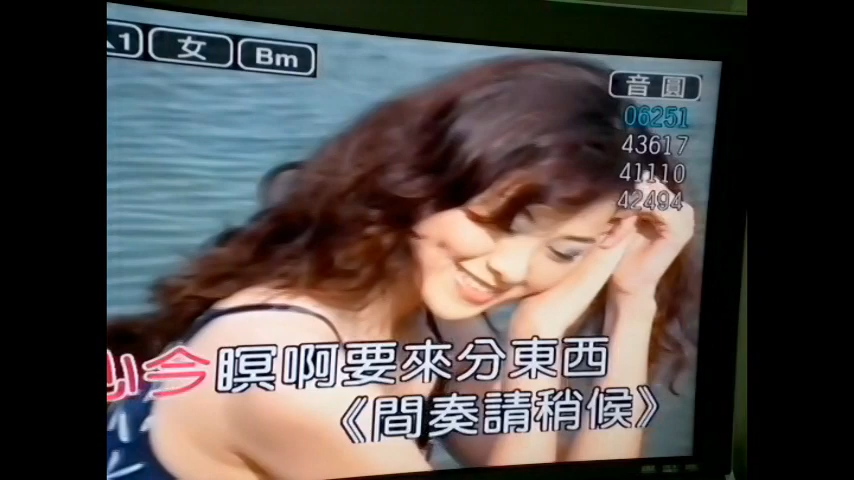 1 女 Bm
音圓
06251
43617
41110
42494
今瞑啊要來分東西
《間奏請稍候》